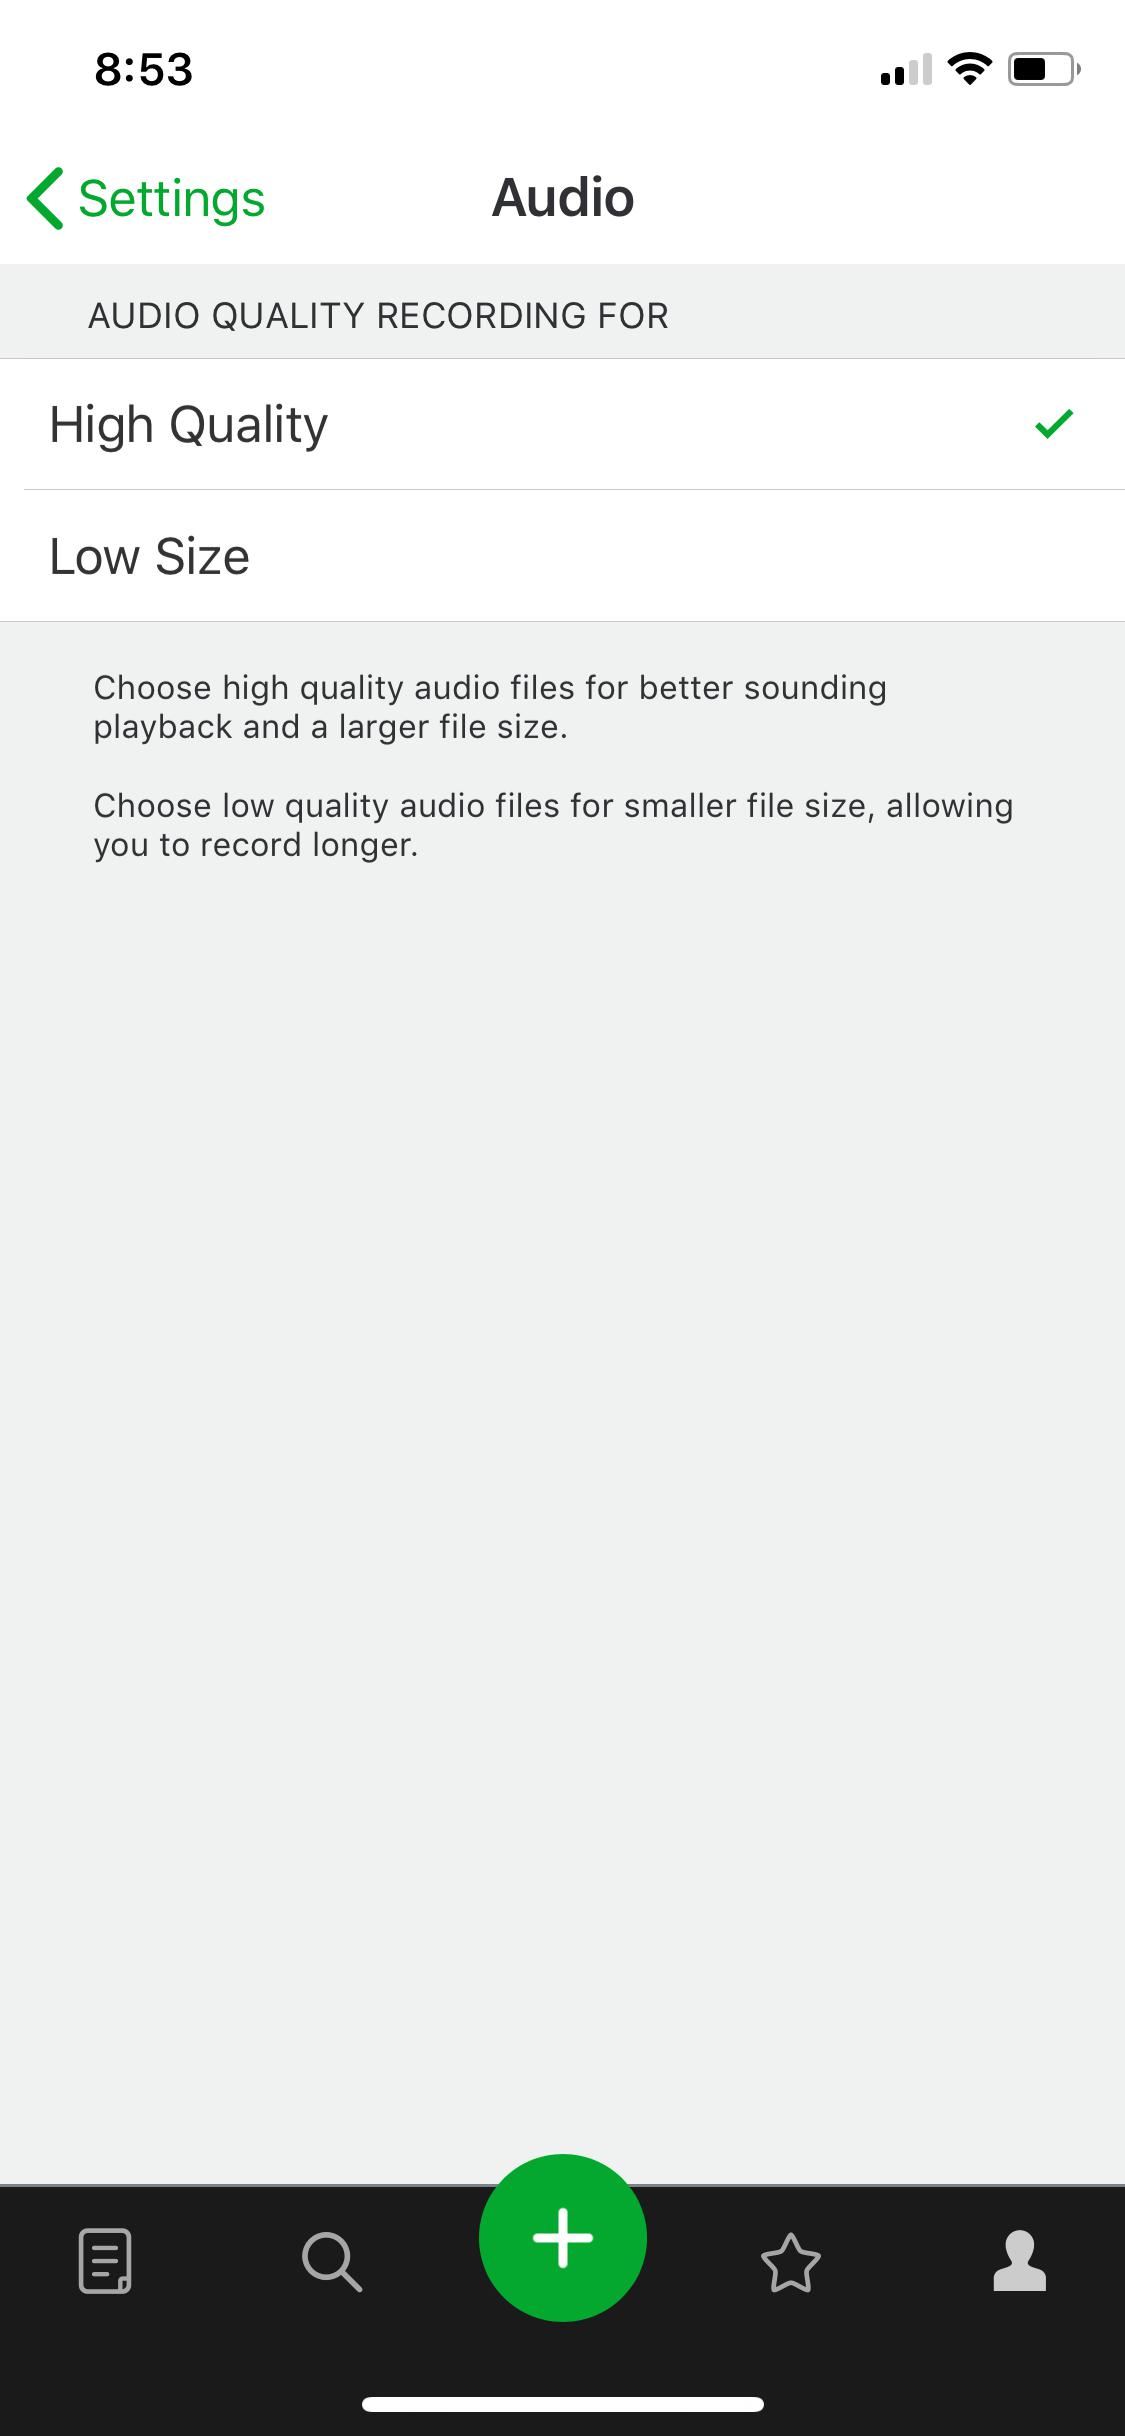 8:53
Settings
Audio
AUDIO QUALITY RECORDING FOR
High Quality
Low Size
Choose high quality audio files for better sounding
playback and a larger file size.
Choose low quality audio files for smaller file size, allowing
you to record longer.